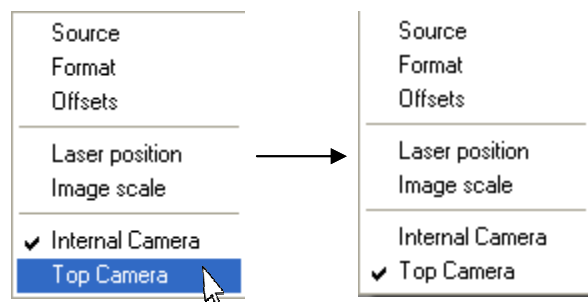 Source
Format
Offsets
Laser position
Image scale
Internal Camera
Top Camera
Source
Format
Offsets
Laser position
Image scale
Internal Camera
Top Camera